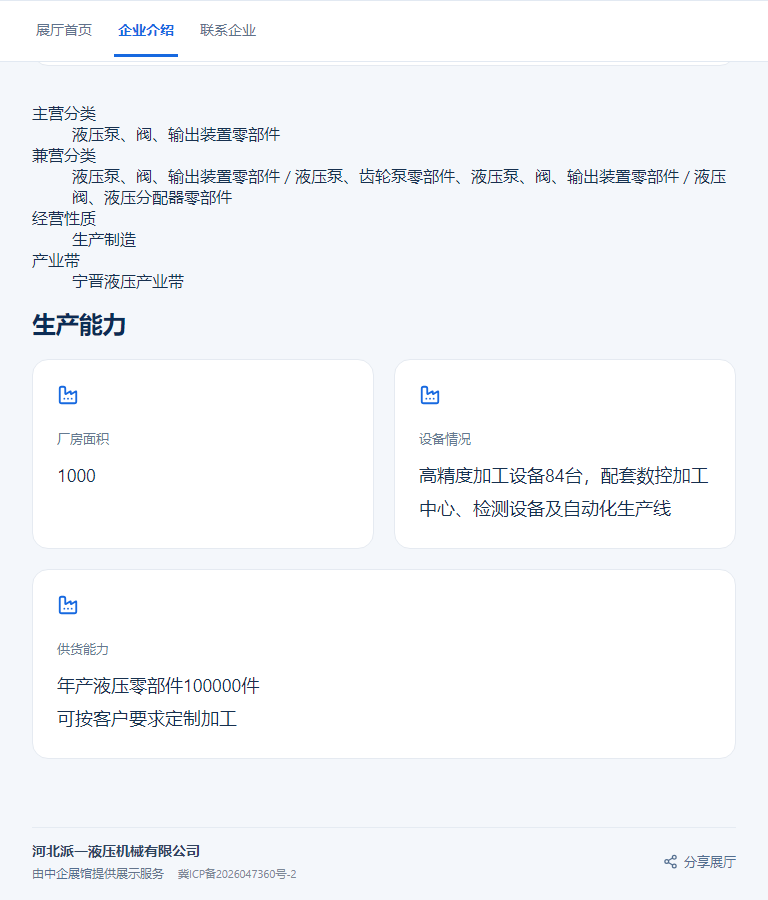 展厅首页 企业介绍 联系企业
主营分类
液压泵、阀、输出装置零部件
兼营分类
液压泵、阀、输出装置零部件 / 液压泵、齿轮泵零部件、液压泵、阀、输出装置零部件 / 液压
阀、液压分配器零部件
经营性质
生产制造
产业带
宁晋液压产业带
生产能力
厂房面积
1000
设备情况
高精度加工设备84台，配套数控加工
中心、检测设备及自动化生产线
供货能力
年产液压零部件100000件
可按客户要求定制加工
河北派一液压机械有限公司
由中企展馆提供展示服务 冀ICP备2026047360号-2
分享展厅